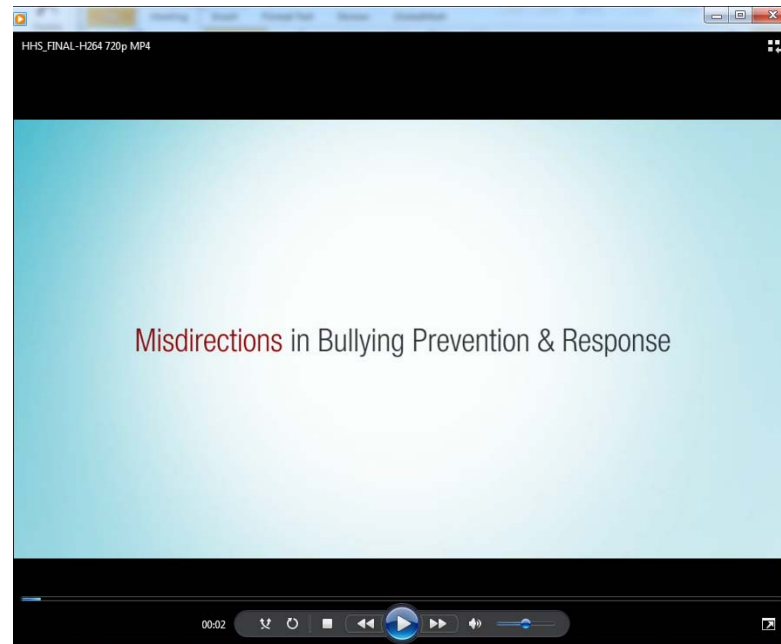 HHS_FINAL-H264 720p MP4
Misdirections in Bullying Prevention & Response
00:02